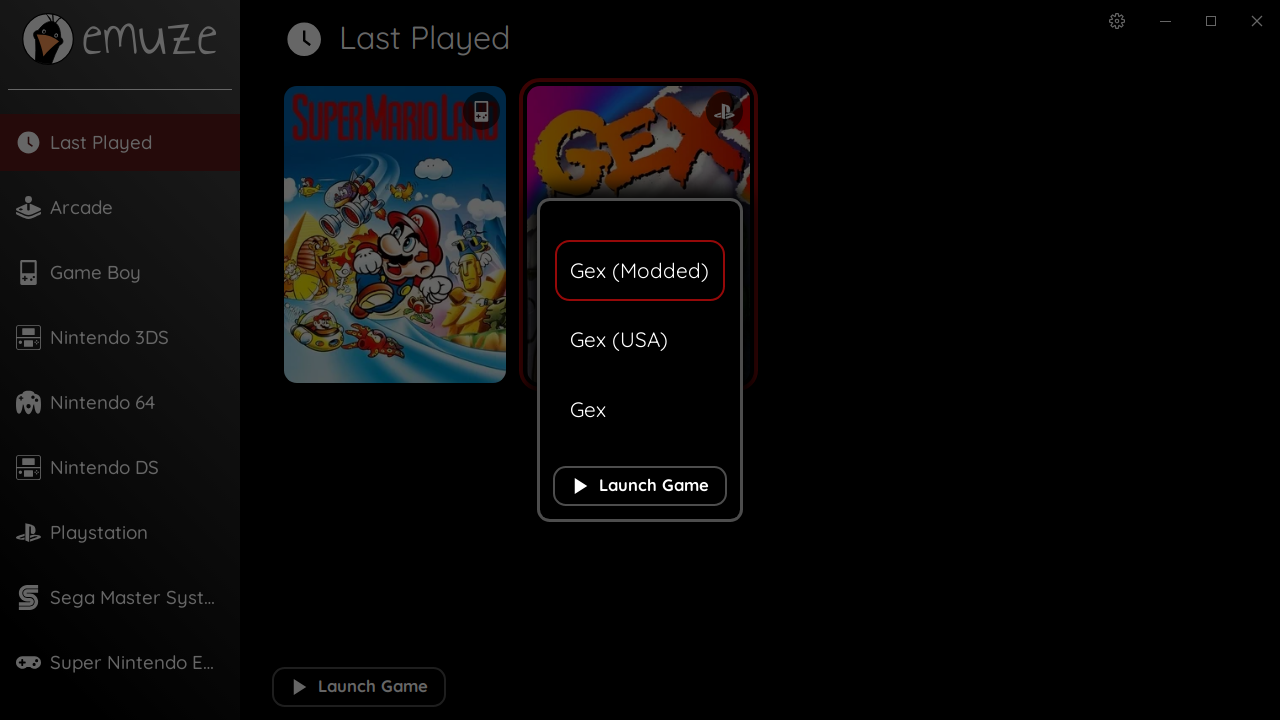 emuze
Last Played
Last Played
Arcade
Game Boy
Nintendo 3DS
Nintendo 64
Nintendo DS
Playstation
Sega Master Syst...
Super Nintendo E...
SUPER MARIO LAND
GEX
Gex (Modded)
Gex (USA)
Gex
Launch Game
Launch Game